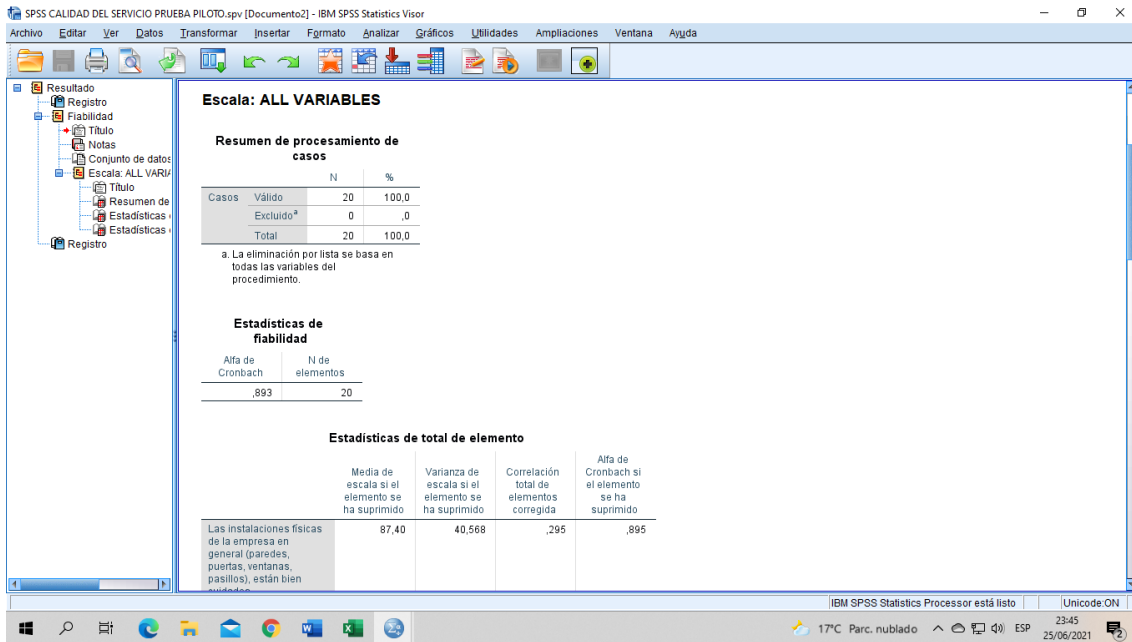 SPSS CALIDAD DEL SERVICIO PRUEBA PILOTO.spv [Documento2] - IBM SPSS Statistics Visor
Archivo Editar Ver Datos Transformar Insertar Formato Analizar Gráficos Utilidades Ampliaciones Ventana Ayuda
Resultado
Registro
Fiabilidad
Título
Notas
Conjunto de datos
Escala: ALL VARIA
Título
Resumen de
Estadísticas
Estadísticas
Registro
Escala: ALL VARIABLES
Resumen de procesamiento de
casos
N %
Casos Válido 20 100,0
Excluido a 0 ,0
Total 20 100,0
a. La eliminación por lista se basa en
todas las variables del
procedimiento.
Estadísticas de
fiabilidad
Alfa de
Cronbach
N de
elementos
,893 20
Estadísticas de total de elemento
Media de
escala si el
elemento se
ha suprimido
Varianza de
escala si el
elemento se
ha suprimido
Correlación
total de
elementos
corregida
Alfa de
Cronbach si
el elemento
se ha
suprimido
Las instalaciones físicas
de la empresa en
general (paredes,
puertas, ventanas,
pasillos), están bien
87,40 40,568 ,295 ,895
IBM SPSS Statistics Processor está listo Unicode:ON
17°C Parc. nublado ESP 23:45
25/06/2021